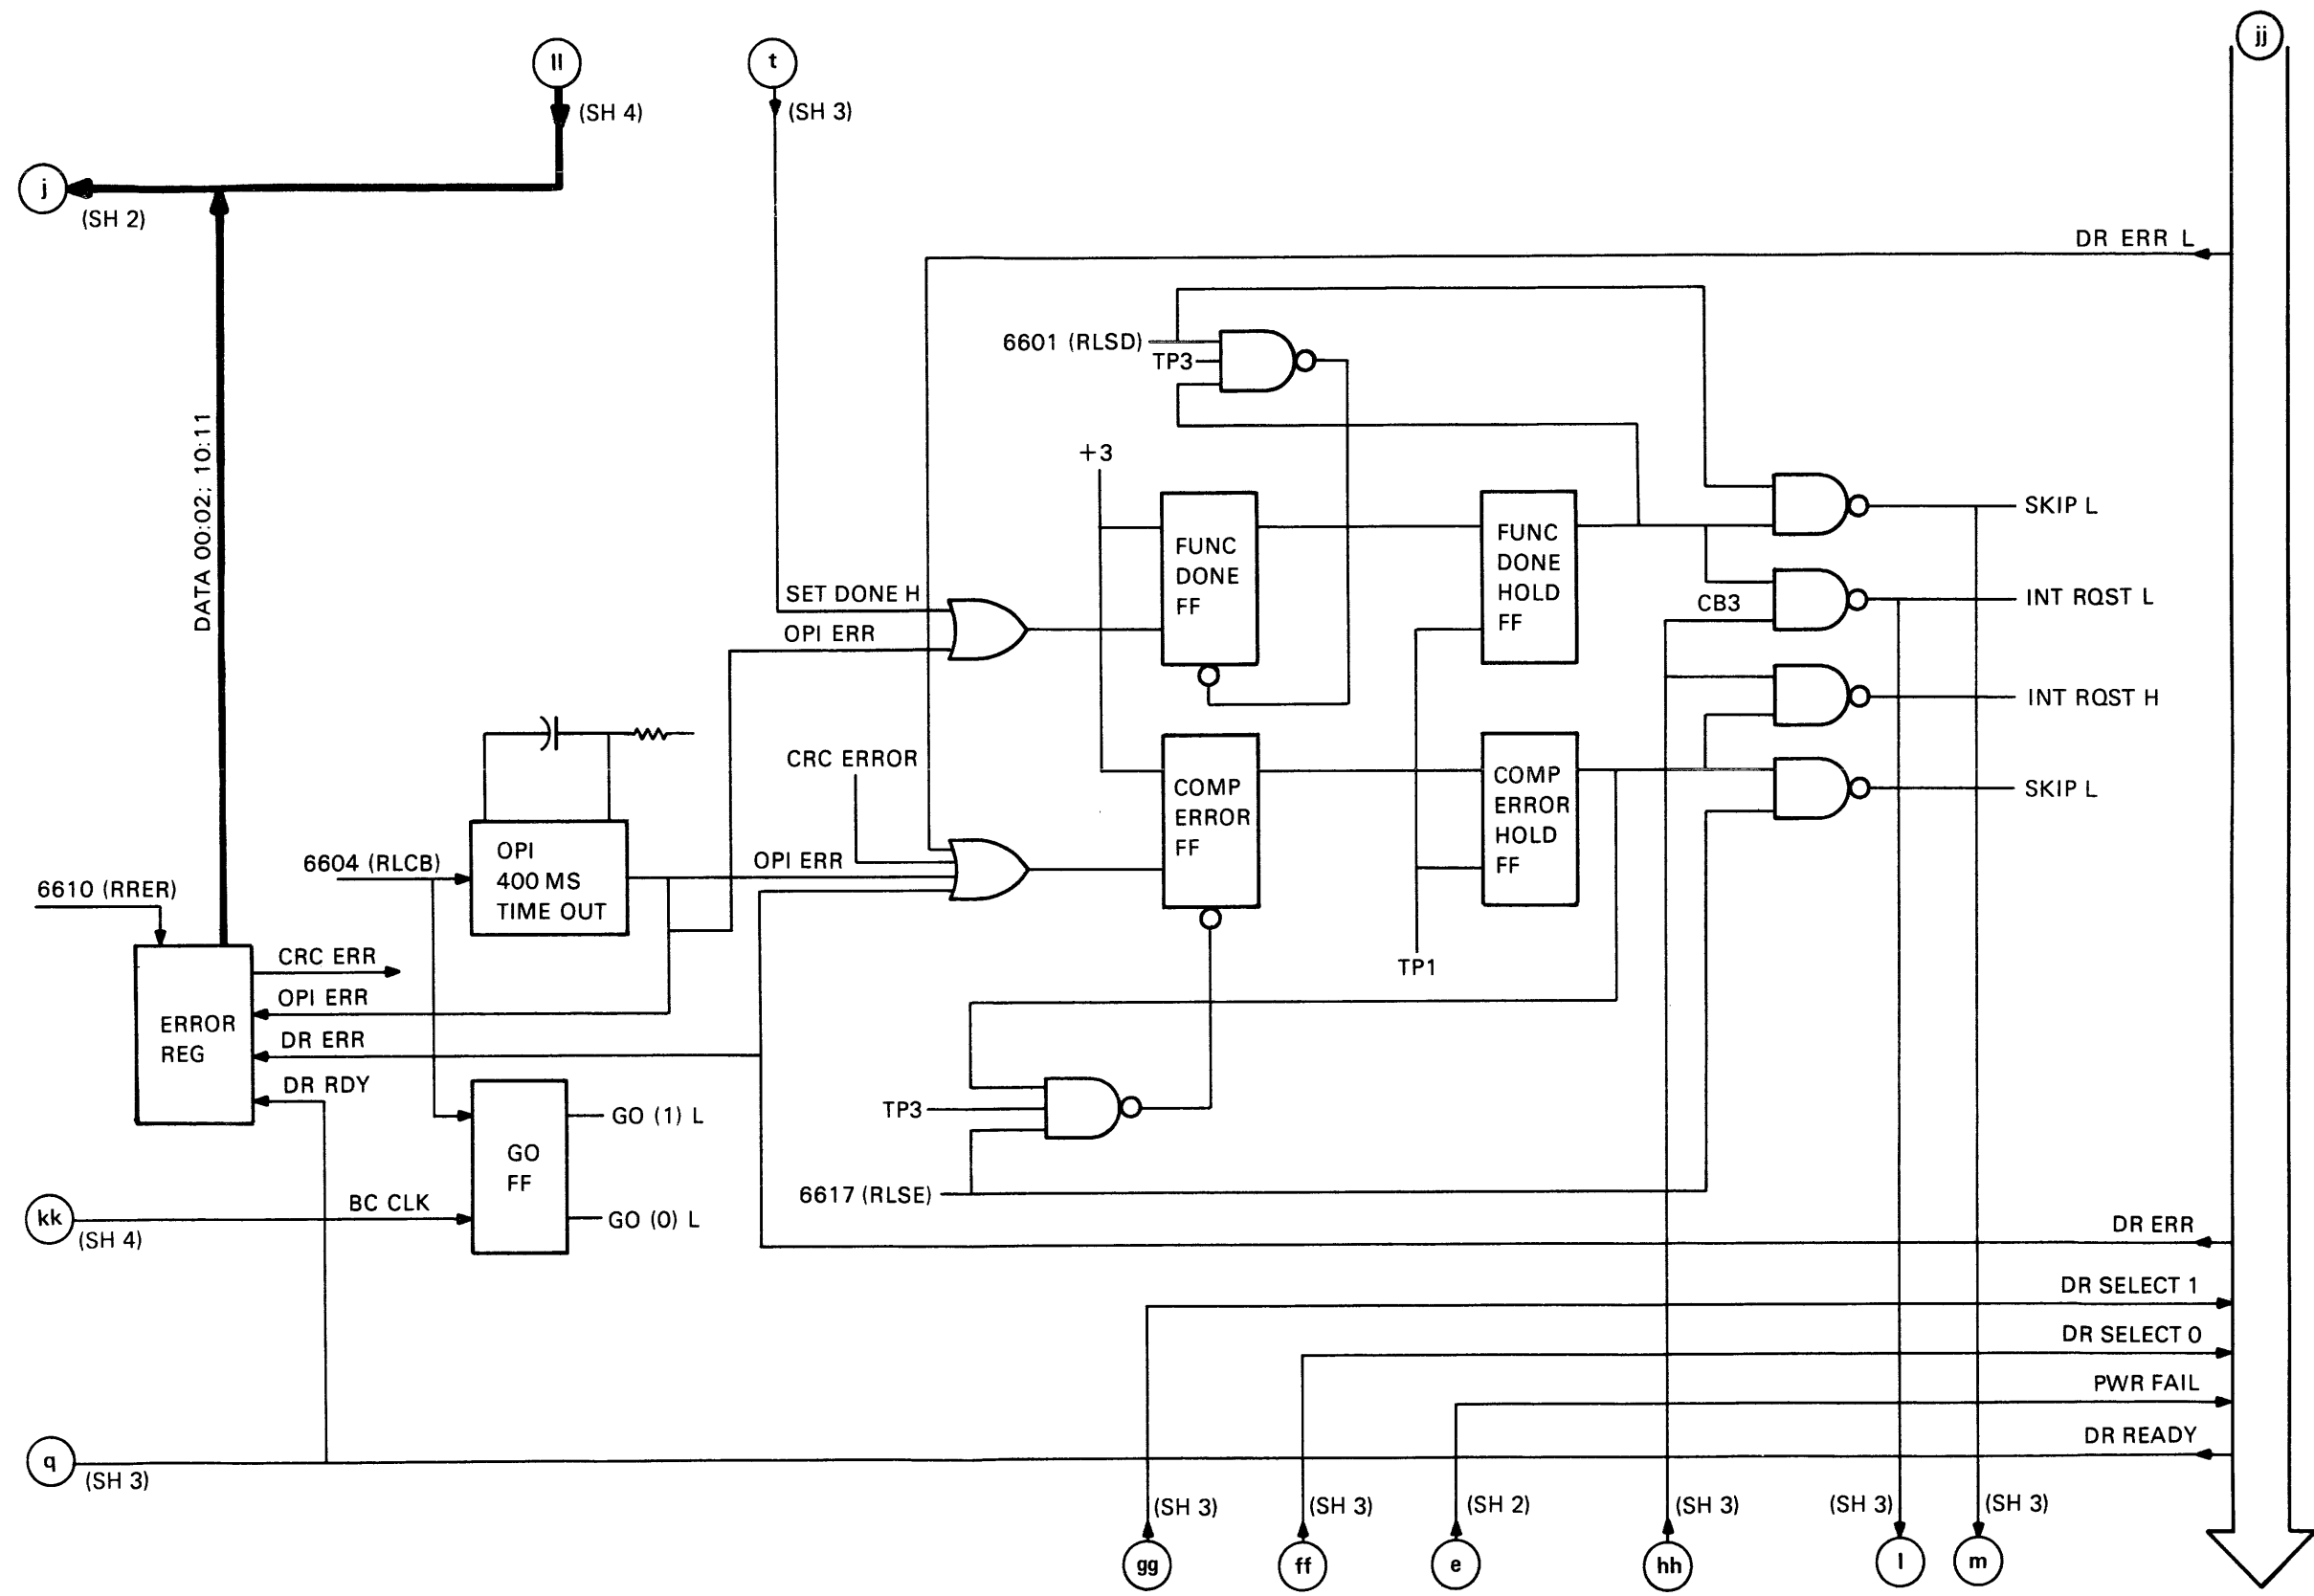 ll
t
jj
(SH 4)
(SH 3)
j
(SH 2)
DR ERR L
6601 (RLSD)
TP3
DATA 00:02; 10:11
+3
SKIP L
FUNC
DONE
FF
FUNC
DONE
HOLD
FF
SET DONE H
CB3
INT RQST L
OPI ERR
INT RQST H
CRC ERROR
COMP
ERROR
FF
COMP
ERROR
HOLD
FF
SKIP L
OPI
400 MS
TIME OUT
6604 (RLCB)
OPI ERR
6610 (RRER)
TP1
CRC ERR
OPI ERR
ERROR
REG
DR ERR
DR RDY
TP3
GO (1) L
GO
FF
6617 (RLSE)
BC CLK
GO (0) L
kk
(SH 4)
DR ERR
DR SELECT 1
DR SELECT 0
PWR FAIL
DR READY
q
(SH 3)
(SH 3)
(SH 3)
(SH 2)
(SH 3)
(SH 3)
(SH 3)
gg
ff
e
hh
l
m